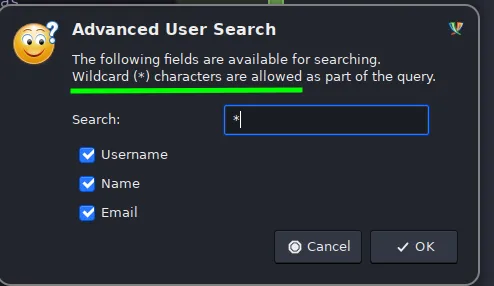 Advanced User Search
The following fields are available for searching.
Wildcard (*) characters are allowed as part of the query.
Search:
*
Username
Name
Email
Cancel
OK